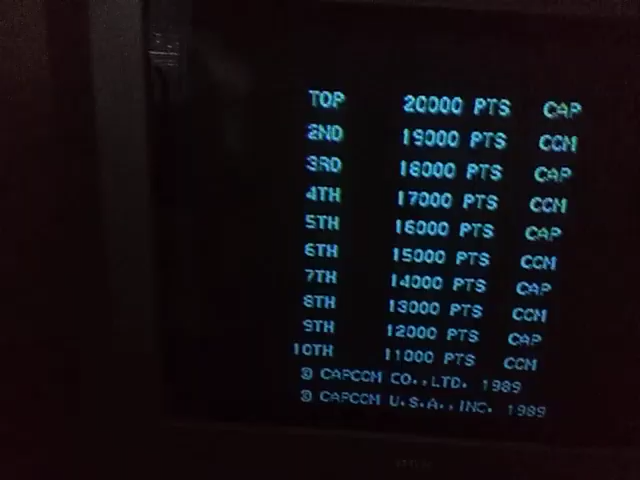 TOP 20000 PTS CAP
2ND 19000 PTS CCM
3RD 18000 PTS CAP
4TH 17000 PTS CCM
5TH 16000 PTS CAP
6TH 15000 PTS CCM
7TH 14000 PTS CAP
8TH 13000 PTS CCM
9TH 12000 PTS CAP
10TH 11000 PTS CCM
© CAPCCM CO.,LTD. 1989
© CAPCCM U.S.A.,INC. 1989